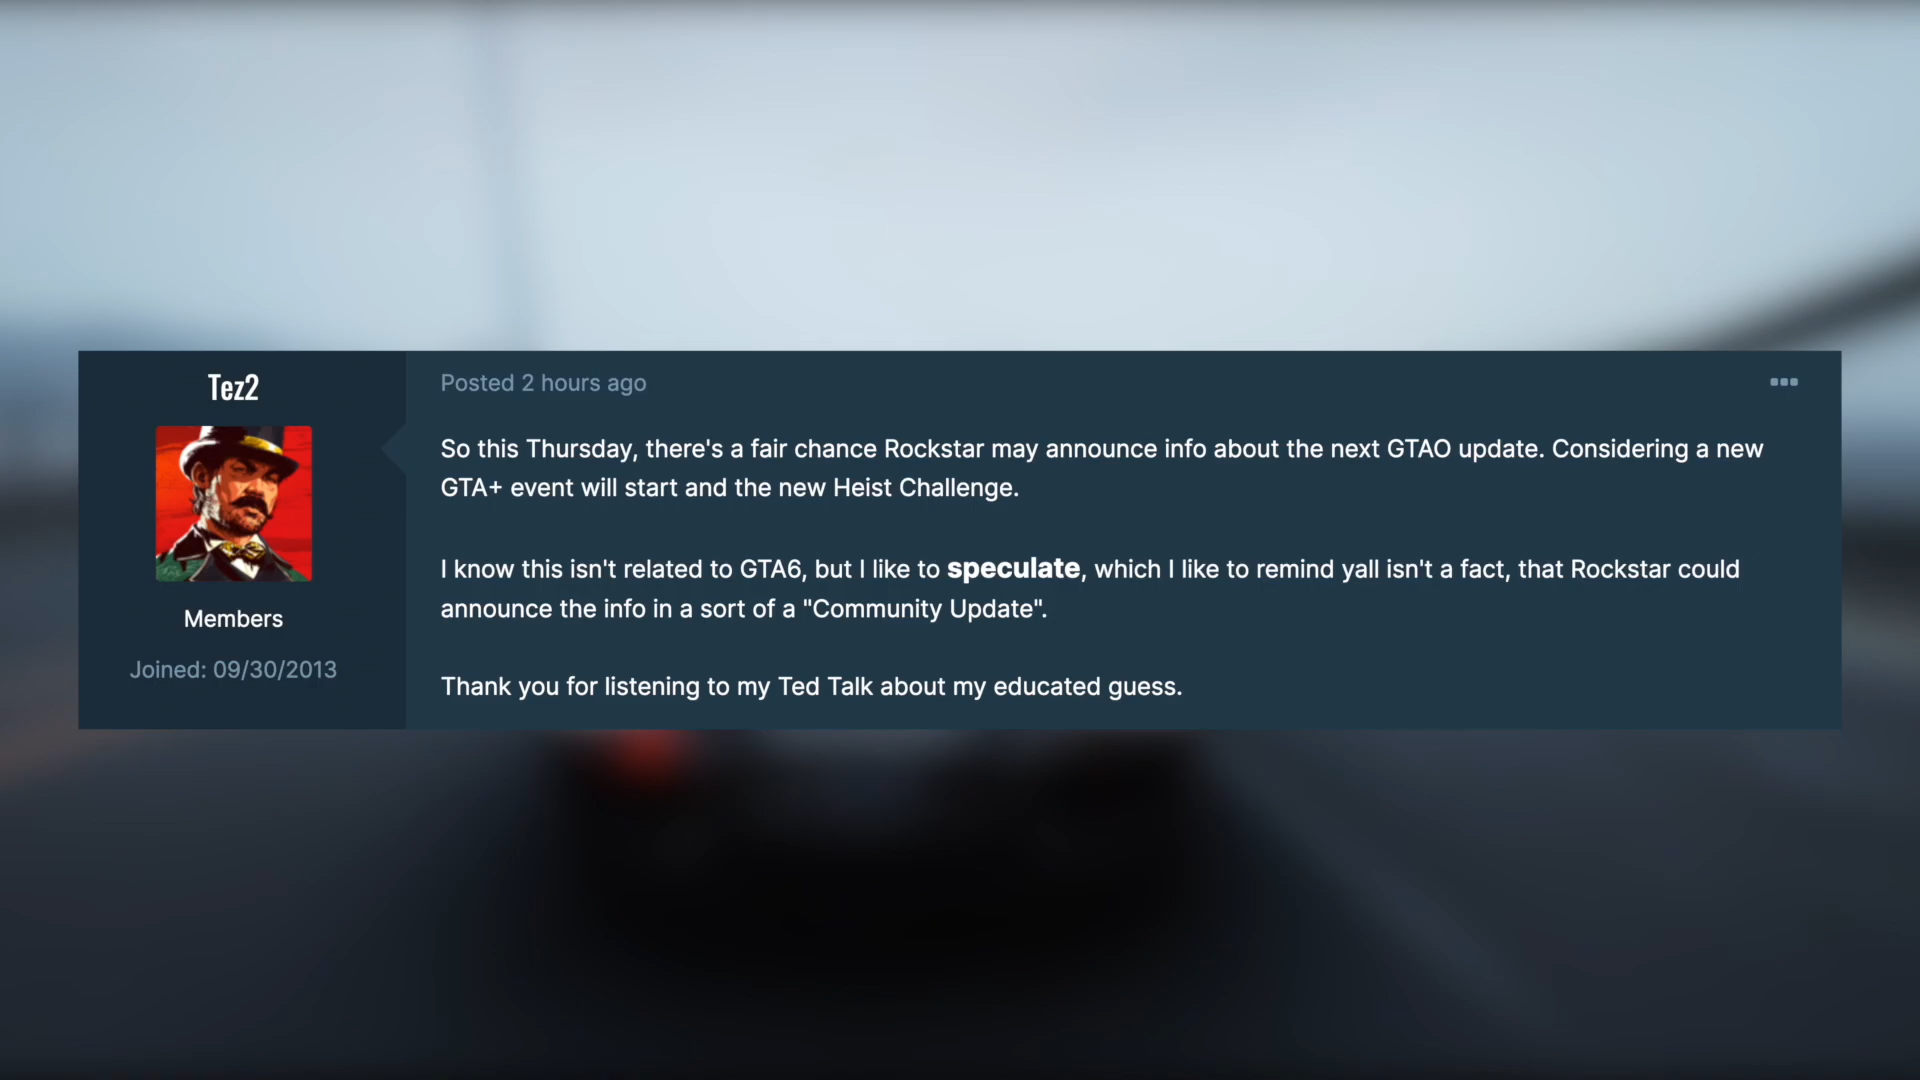 Tez2
Members
Joined: 09/30/2013
Posted 2 hours ago
So this Thursday, there's a fair chance Rockstar may announce info about the next GTAO update. Considering a new
GTA+ event will start and the new Heist Challenge.
I know this isn't related to GTA6, but I like to speculate, which I like to remind yall isn't a fact, that Rockstar could
announce the info in a sort of a "Community Update".
Thank you for listening to my Ted Talk about my educated guess.